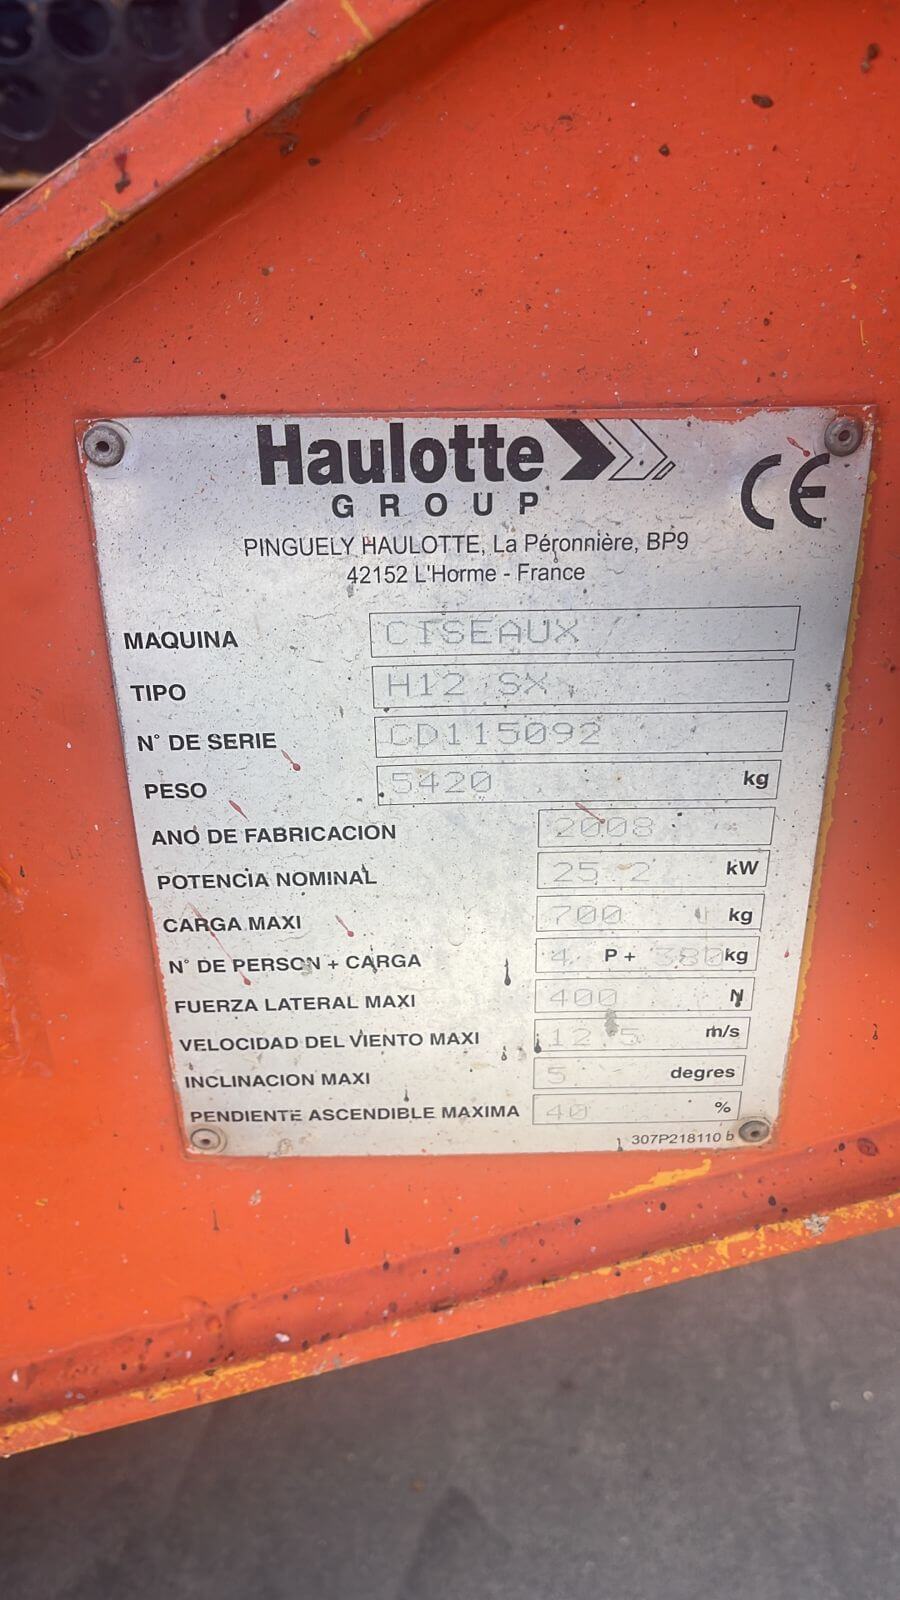 Haulotte
GROUP
CE
PINGUELY HAULOTTE, La Péronnière, BP9
42152 L'Horme - France
MAQUINA CISEAUX
TIPO H12 SX
N° DE SERIE CD115092
PESO 5420 kg
ANO DE FABRICACION 2008
POTENCIA NOMINAL 25.2 kW
CARGA MAXI 700 kg
N° DE PERSON + CARGA 4 P + 380 kg
FUERZA LATERAL MAXI 400 N
VELOCIDAD DEL VIENTO MAXI 12.5 m/s
INCLINACION MAXI 5 degres
PENDIENTE ASCENDIBLE MAXIMA 40 %
307P218110 b